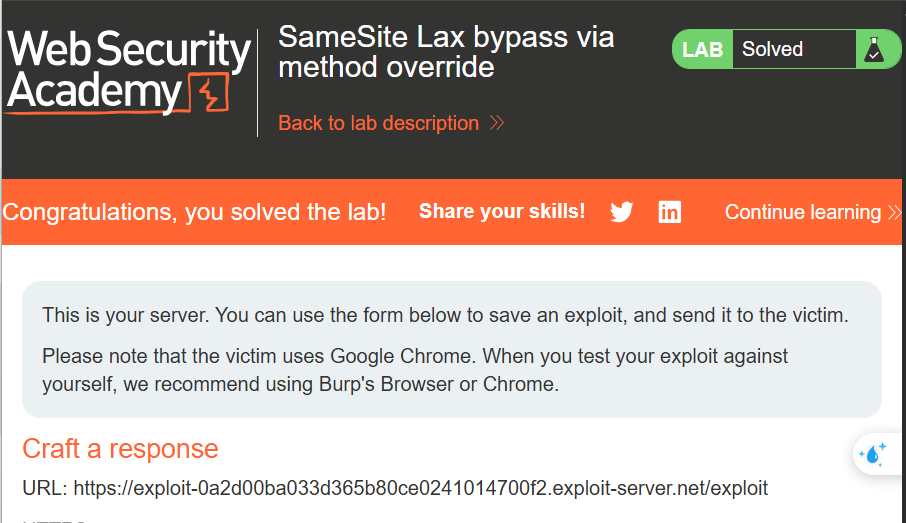 Web Security
Academy
SameSite Lax bypass via
method override
Back to lab description
LAB Solved
Congratulations, you solved the lab! Share your skills! Continue learning
This is your server. You can use the form below to save an exploit, and send it to the victim.
Please note that the victim uses Google Chrome. When you test your exploit against
yourself, we recommend using Burp's Browser or Chrome.
Craft a response
URL: https://exploit-0a2d00ba033d365b80ce0241014700f2.exploit-server.net/exploit